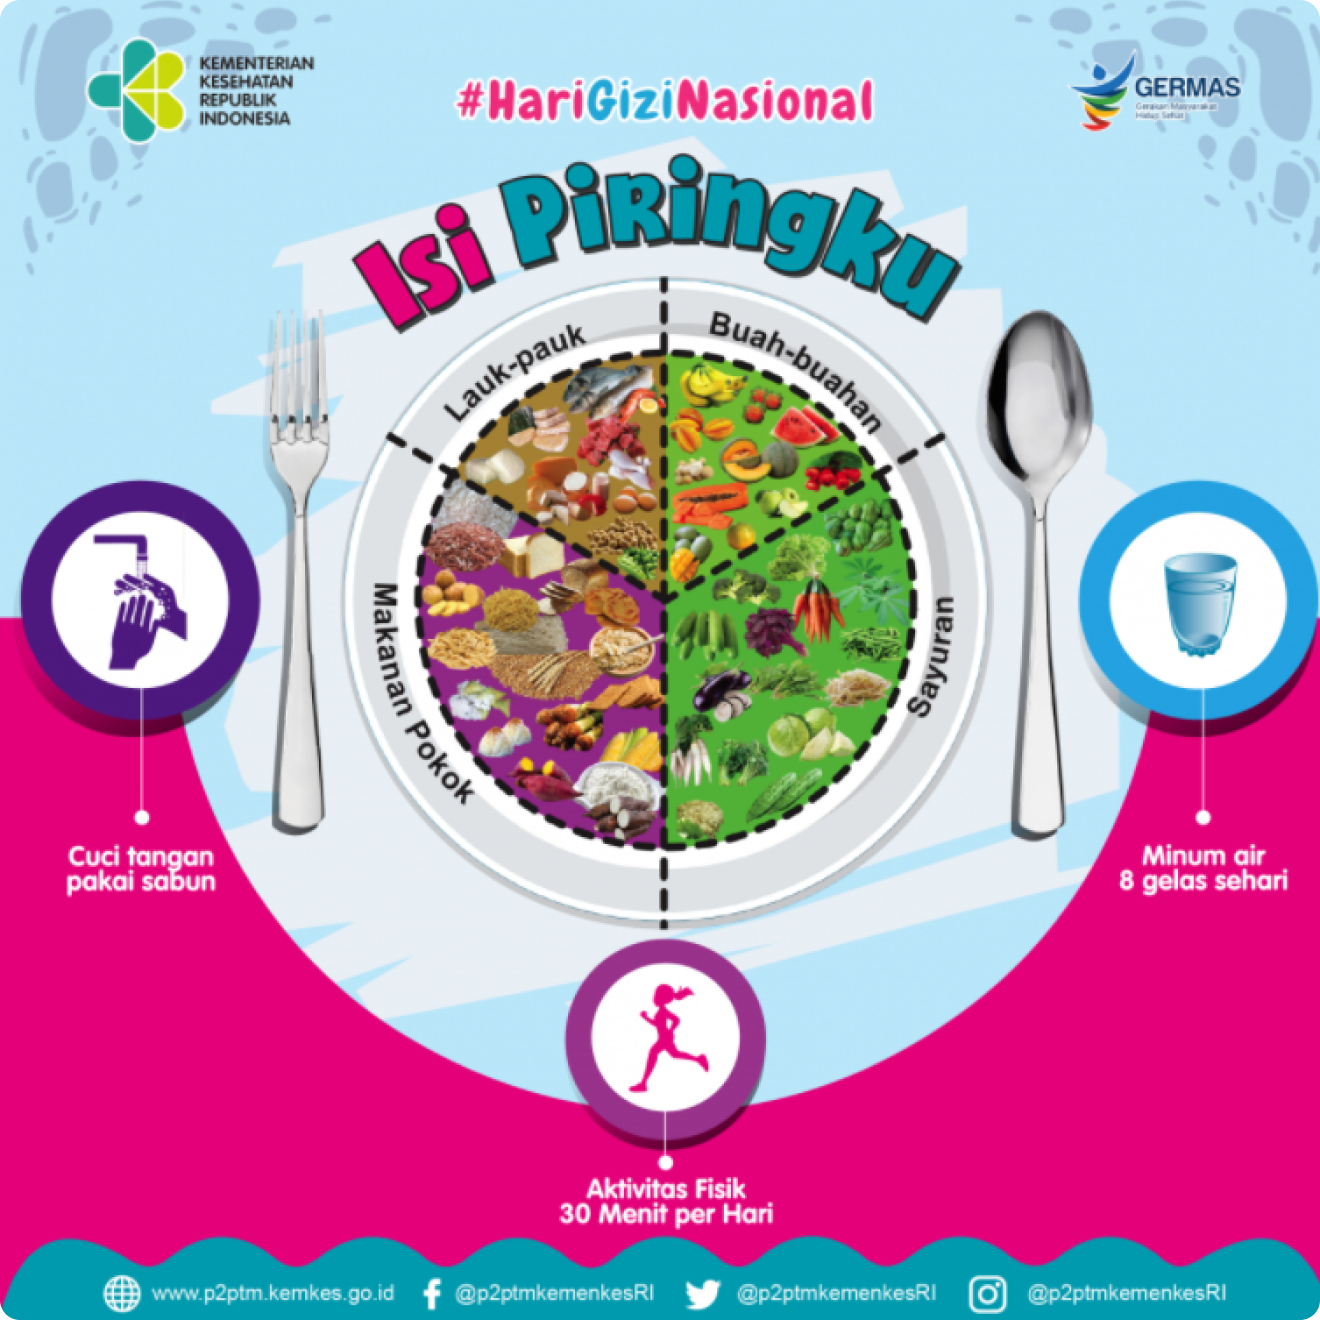 KEMENTERIAN
KESEHATAN
REPUBLIK
INDONESIA
#HariGiziNasional
GERMAS
Gerakan Masyarakat
Hidup Sehat
Isi Piringku
Lauk-pauk
Buah-buahan
Makanan Pokok
Sayuran
Cuci tangan
pakai sabun
Minum air
8 gelas sehari
Aktivitas Fisik
30 Menit per Hari
www.p2ptm.kemkes.go.id
@p2ptmkemenkesRI
@p2ptmkemenkesRI
@p2ptmkemenkesRI